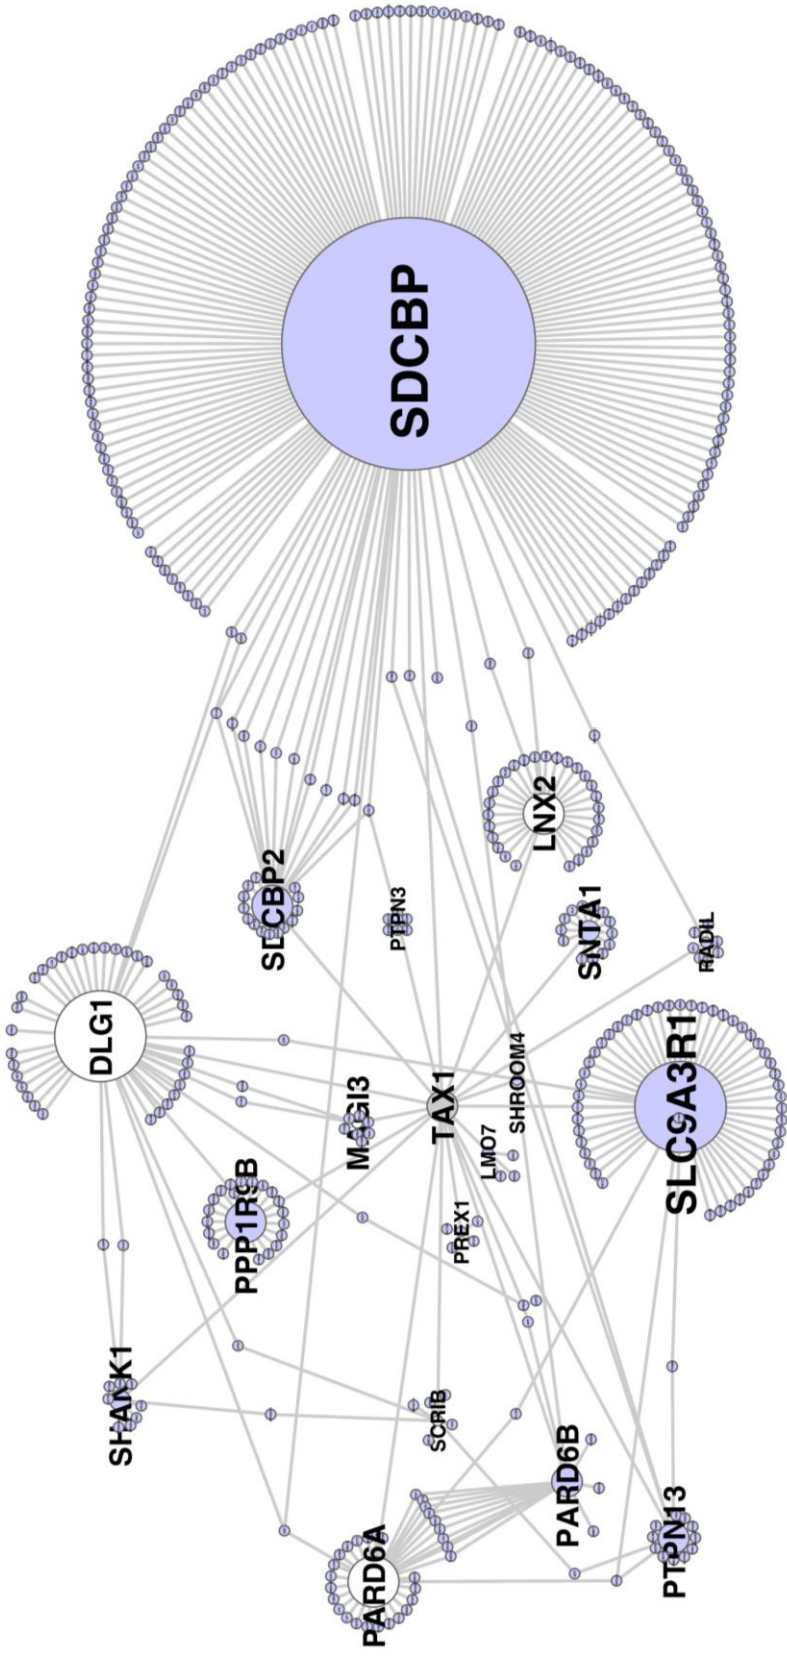 SDCBP
LNX2
SDCBP2
PTPN3
SNTA1
RADIL
DLG1
MAGI3
TAX1
SHROOM4
LMO7
SLC9A3R1
PPP1R9B
PREX1
SHANK1
SCRIB
PARD6B
PARD6A
PTPN13